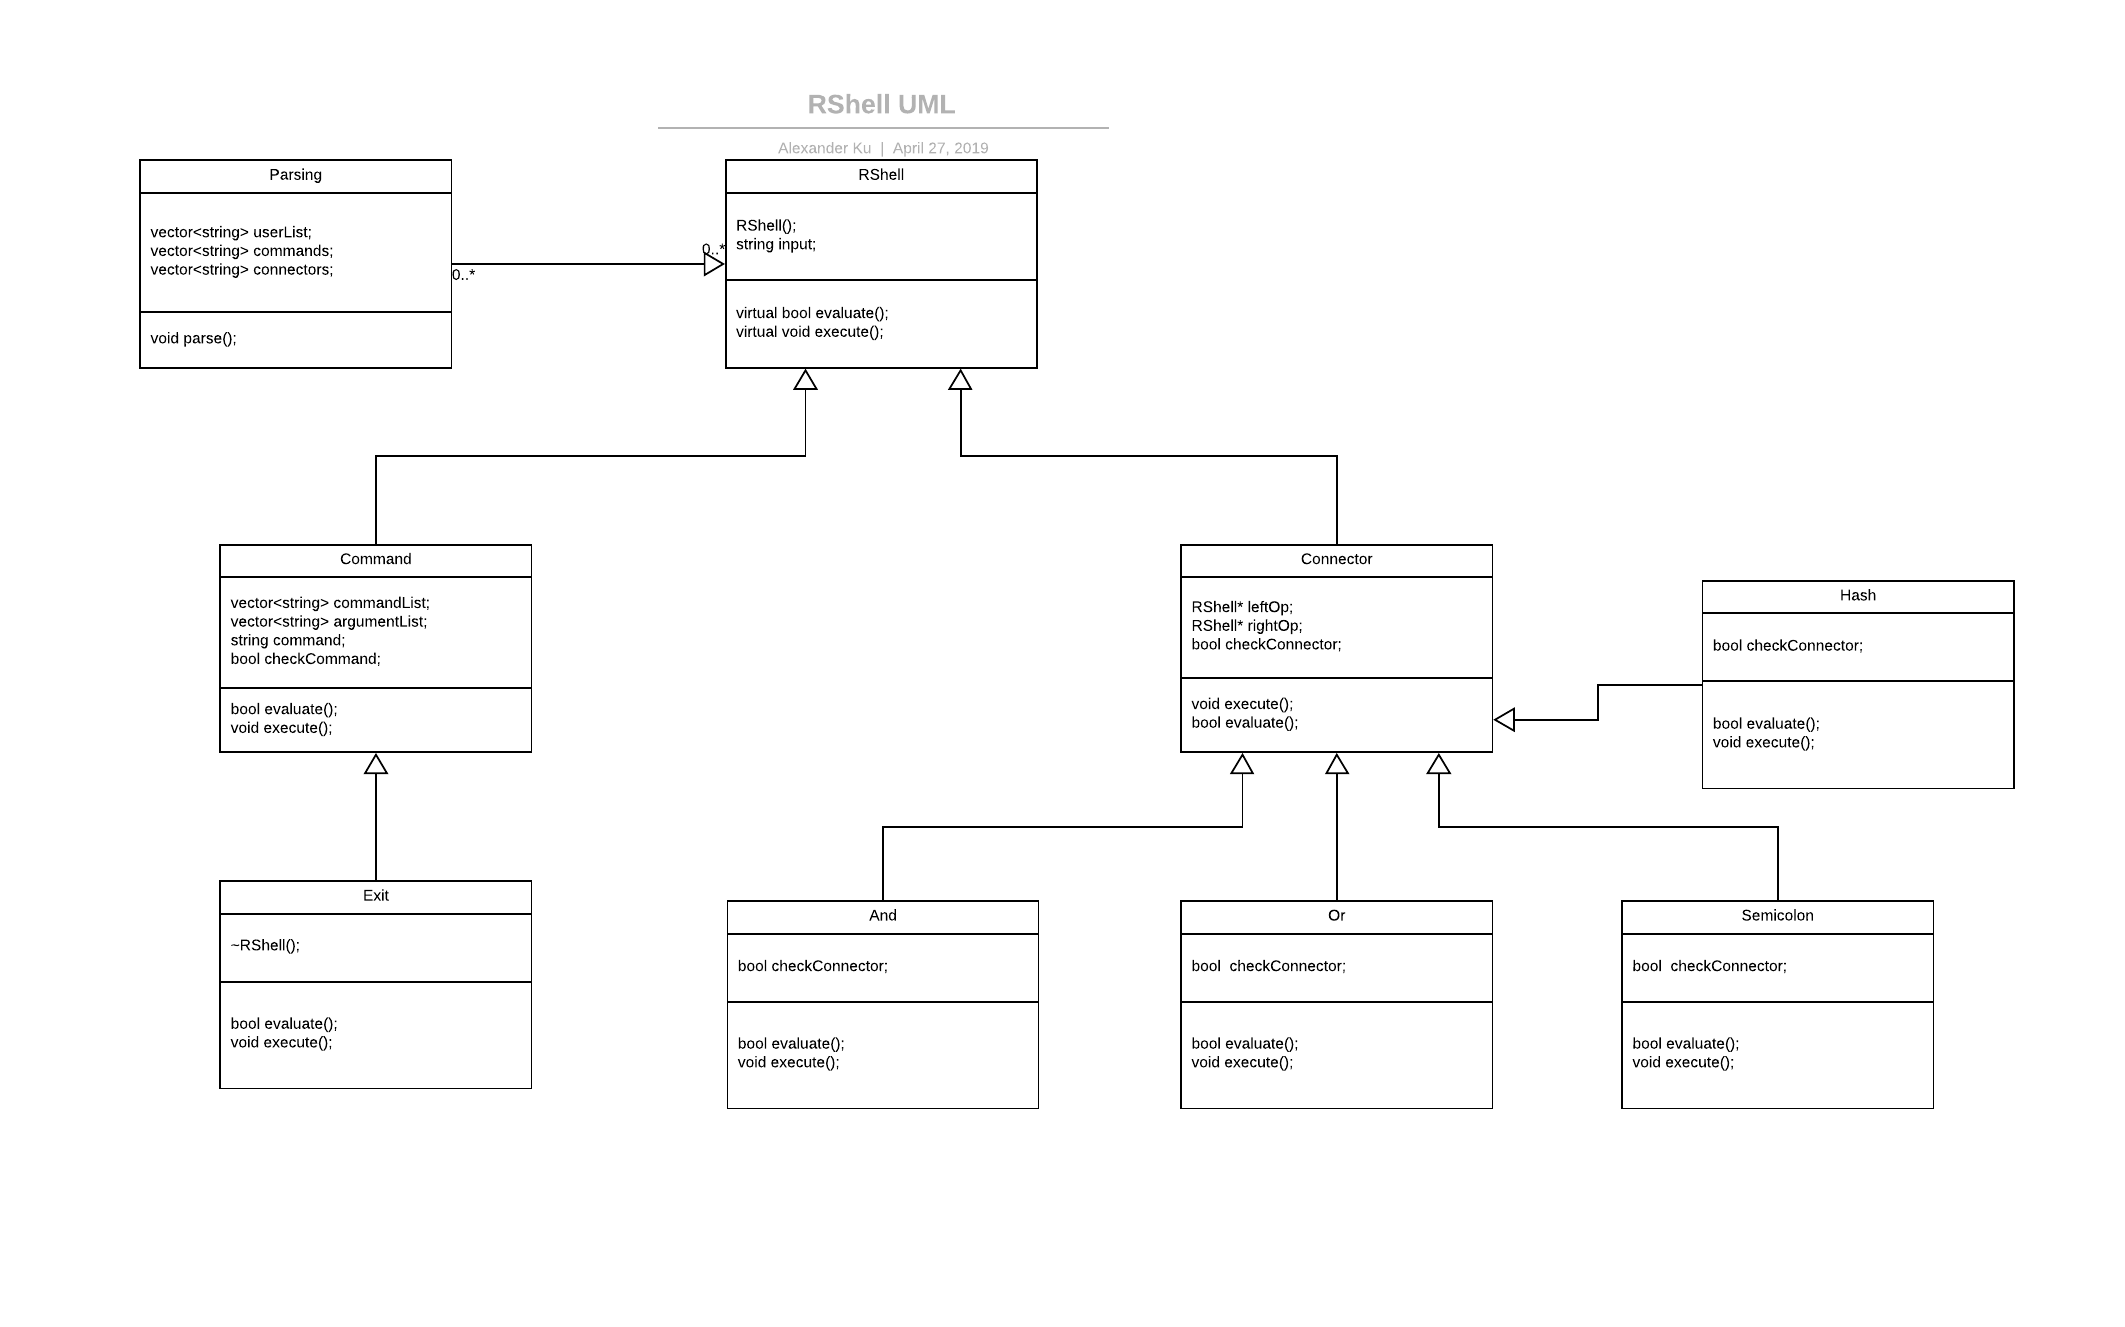 RShell UML
Alexander Ku | April 27, 2019
Parsing
vector<string> userList;
vector<string> commands;
vector<string> connectors;
void parse();
0..*
0..*
RShell
RShell();
string input;
virtual bool evaluate();
virtual void execute();
Command
vector<string> commandList;
vector<string> argumentList;
string command;
bool checkCommand;
bool evaluate();
void execute();
Connector
RShell* leftOp;
RShell* rightOp;
bool checkConnector;
void execute();
bool evaluate();
Hash
bool checkConnector;
bool evaluate();
void execute();
Exit
~RShell();
bool evaluate();
void execute();
And
bool checkConnector;
bool evaluate();
void execute();
Or
bool  checkConnector;
bool evaluate();
void execute();
Semicolon
bool  checkConnector;
bool evaluate();
void execute();